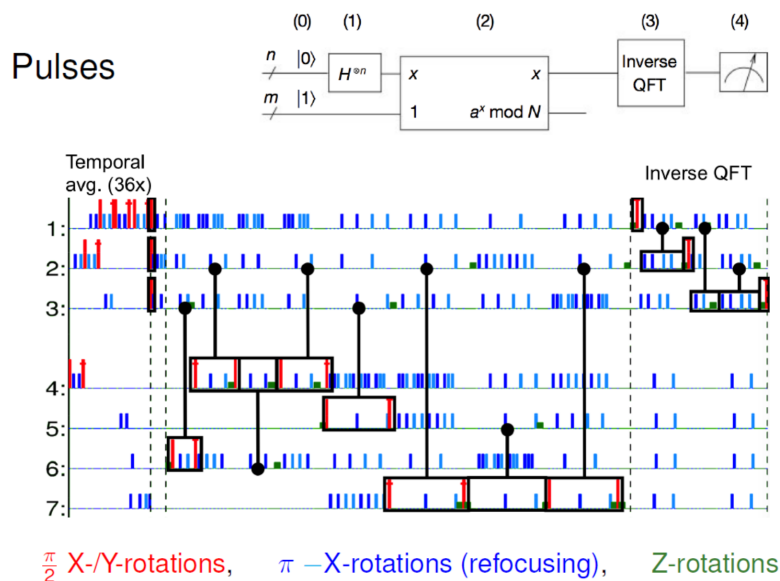 (0) (1) (2) (3) (4)
Pulses
n |0⟩ H^⊗n x x Inverse QFT
m |1⟩ 1 a^x mod N
Temporal avg. (36x)
Inverse QFT
1:
2:
3:
4:
5:
6:
7:
π/2 X-/Y-rotations, π −X-rotations (refocusing), Z-rotations